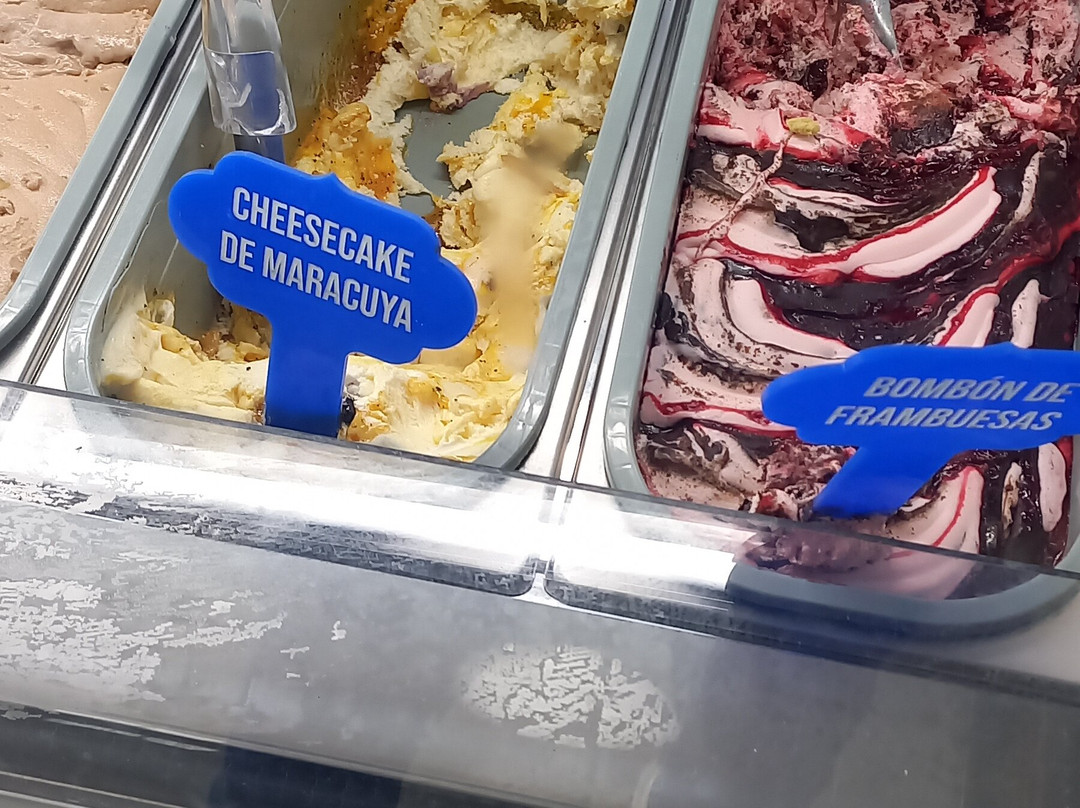 CHEESECAKE
DE MARACUYA
BOMBÓN DE
FRAMBUESAS